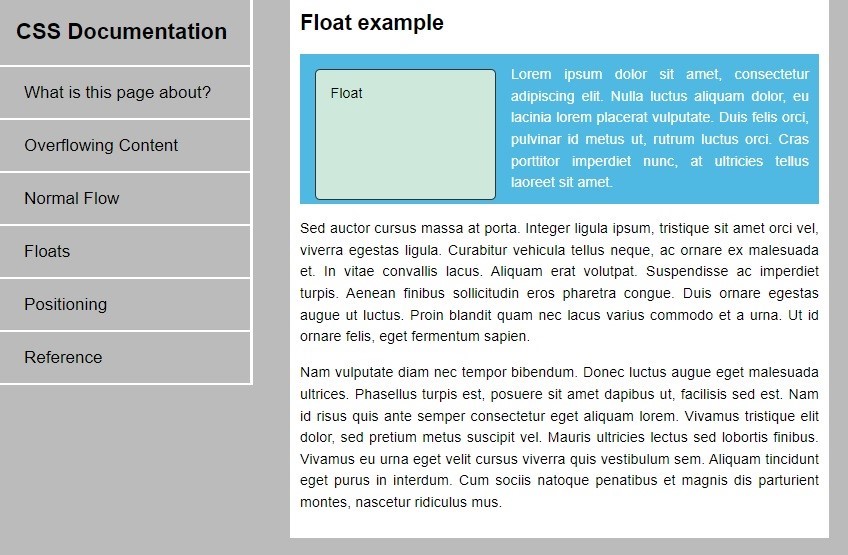 CSS Documentation
What is this page about?
Overflowing Content
Normal Flow
Floats
Positioning
Reference
Float example
Float
Lorem ipsum dolor sit amet, consectetur
adipiscing elit. Nulla luctus aliquam dolor, eu
lacinia lorem placerat vulputate. Duis felis orci,
pulvinar id metus ut, rutrum luctus orci. Cras
porttitor imperdiet nunc, at ultricies tellus
laoreet sit amet.
Sed auctor cursus massa at porta. Integer ligula ipsum, tristique sit amet orci vel,
viverra egestas ligula. Curabitur vehicula tellus neque, ac ornare ex malesuada
et. In vitae convallis lacus. Aliquam erat volutpat. Suspendisse ac imperdiet
turpis. Aenean finibus sollicitudin eros pharetra congue. Duis ornare egestas
augue ut luctus. Proin blandit quam nec lacus varius commodo et a urna. Ut id
ornare felis, eget fermentum sapien.
Nam vulputate diam nec tempor bibendum. Donec luctus augue eget malesuada
ultrices. Phasellus turpis est, posuere sit amet dapibus ut, facilisis sed est. Nam
id risus quis ante semper consectetur eget aliquam lorem. Vivamus tristique elit
dolor, sed pretium metus suscipit vel. Mauris ultricies lectus sed lobortis finibus.
Vivamus eu urna eget velit cursus viverra quis vestibulum sem. Aliquam tincidunt
eget purus in interdum. Cum sociis natoque penatibus et magnis dis parturient
montes, nascetur ridiculus mus.